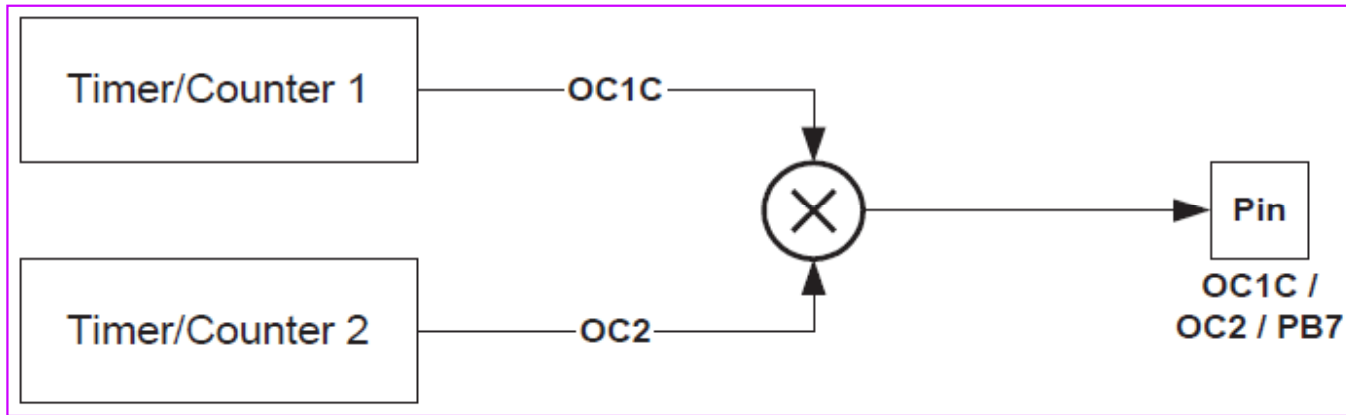 Timer/Counter 1
OC1C
Pin
OC1C /
OC2 / PB7
Timer/Counter 2
OC2